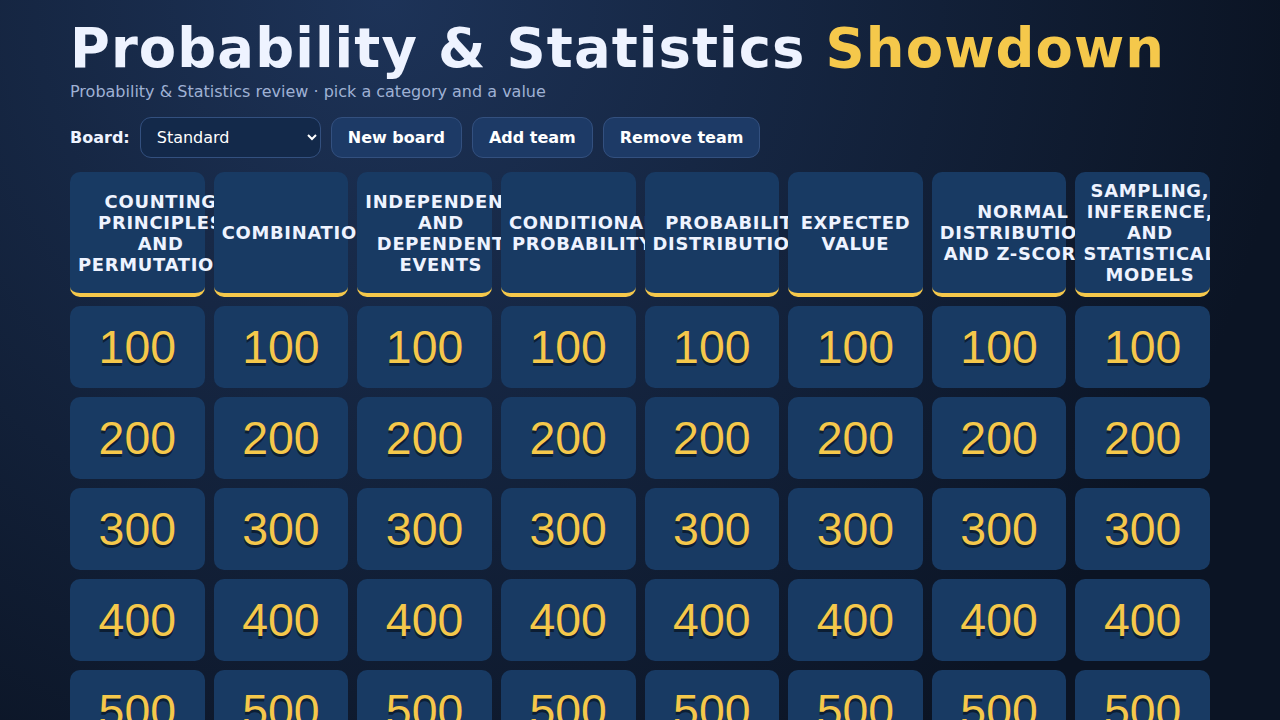 Probability & Statistics Showdown
Probability & Statistics review · pick a category and a value
Board: Standard New board Add team Remove team
COUNTING
PRINCIPLES
AND
PERMUTATIO
COMBINATIO
INDEPENDEN
AND
DEPENDENT
EVENTS
CONDITIONA
PROBABILITY
PROBABILIT
DISTRIBUTIO
EXPECTED
VALUE
NORMAL
DISTRIBUTIO
AND Z-SCOR
SAMPLING,
INFERENCE,
AND
STATISTICAL
MODELS
100 100 100 100 100 100 100 100
200 200 200 200 200 200 200 200
300 300 300 300 300 300 300 300
400 400 400 400 400 400 400 400
500 500 500 500 500 500 500 500